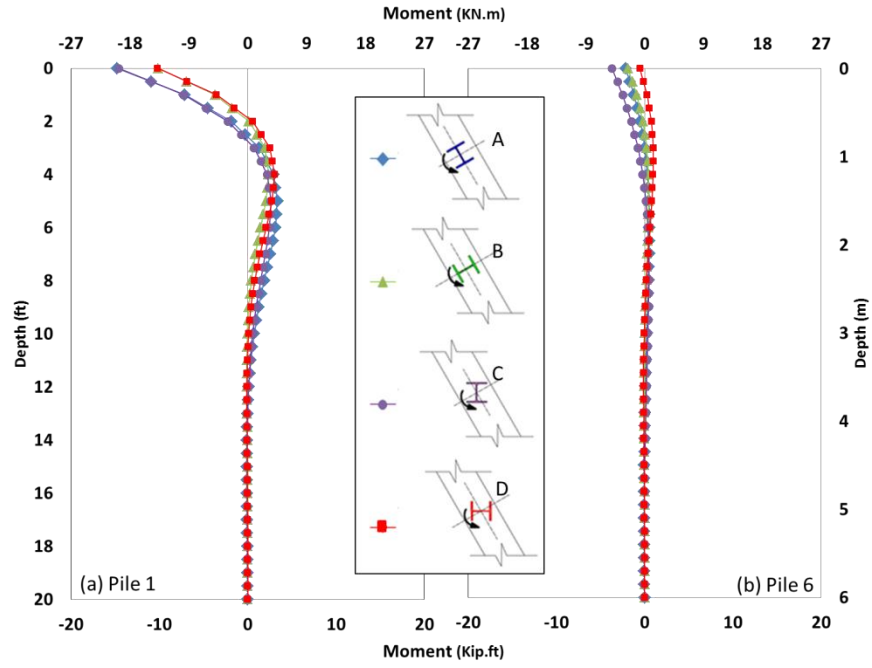 Moment (KN.m)
-27 -18 -9 0 9 18 -27 27 -18 -9 0 9 18 27
0 0
2
4 1
6
2
8
10 3
12
14 4
16
5
18
20 6
Depth (ft)
Depth (m)
A
B
C
D
(a) Pile 1
(b) Pile 6
-20 -10 0 10 20 -20 -10 0 10 20
Moment (Kip.ft)